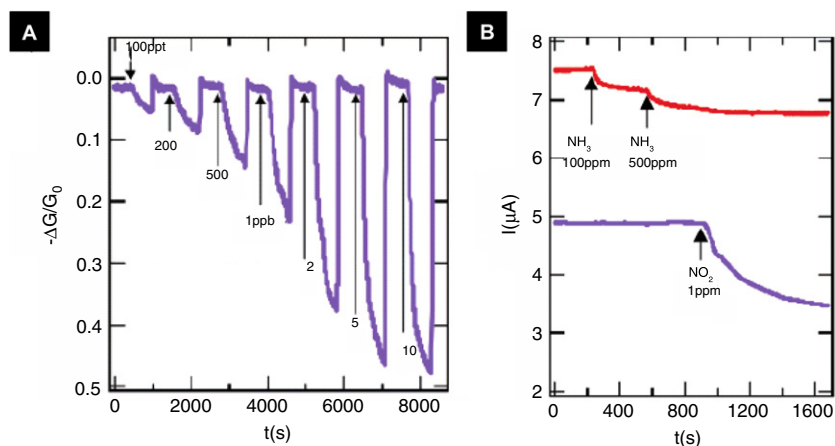 A
100ppt
0.0
0.1
0.2
0.3
0.4
0.5
-ΔG/G₀
200
500
1ppb
2
5
10
0 2000 4000 6000 8000
t(s)
B
8
7
6
5
4
3
2
I(μA)
NH₃ NH₃
100ppm 500ppm
NO₂
1ppm
0 400 800 1200 1600
t(s)